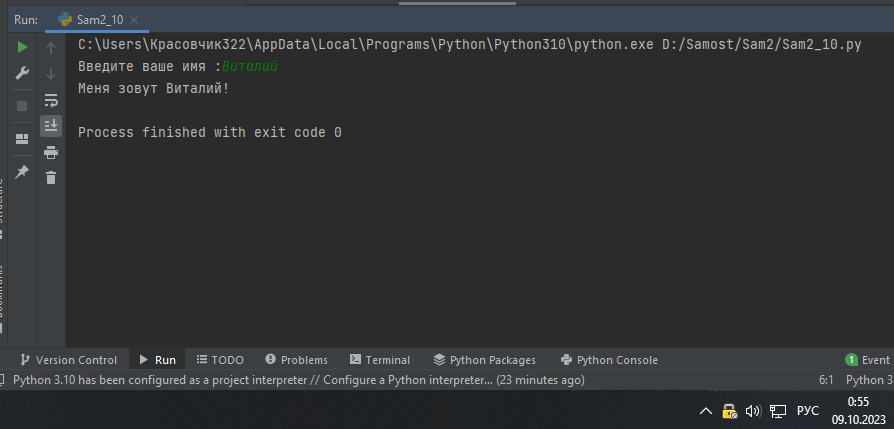 Run: Sam2_10
C:\Users\Красовчик322\AppData\Local\Programs\Python\Python310\python.exe D:/Samost/Sam2/Sam2_10.py
Введите ваше имя :Виталий
Меня зовут Виталий!
Process finished with exit code 0
Version Control Run TODO Problems Terminal Python Packages Python Console 1 Event
Python 3.10 has been configured as a project interpreter // Configure a Python interpreter... (23 minutes ago) 6:1 Python 3
РУС 0:55
09.10.2023